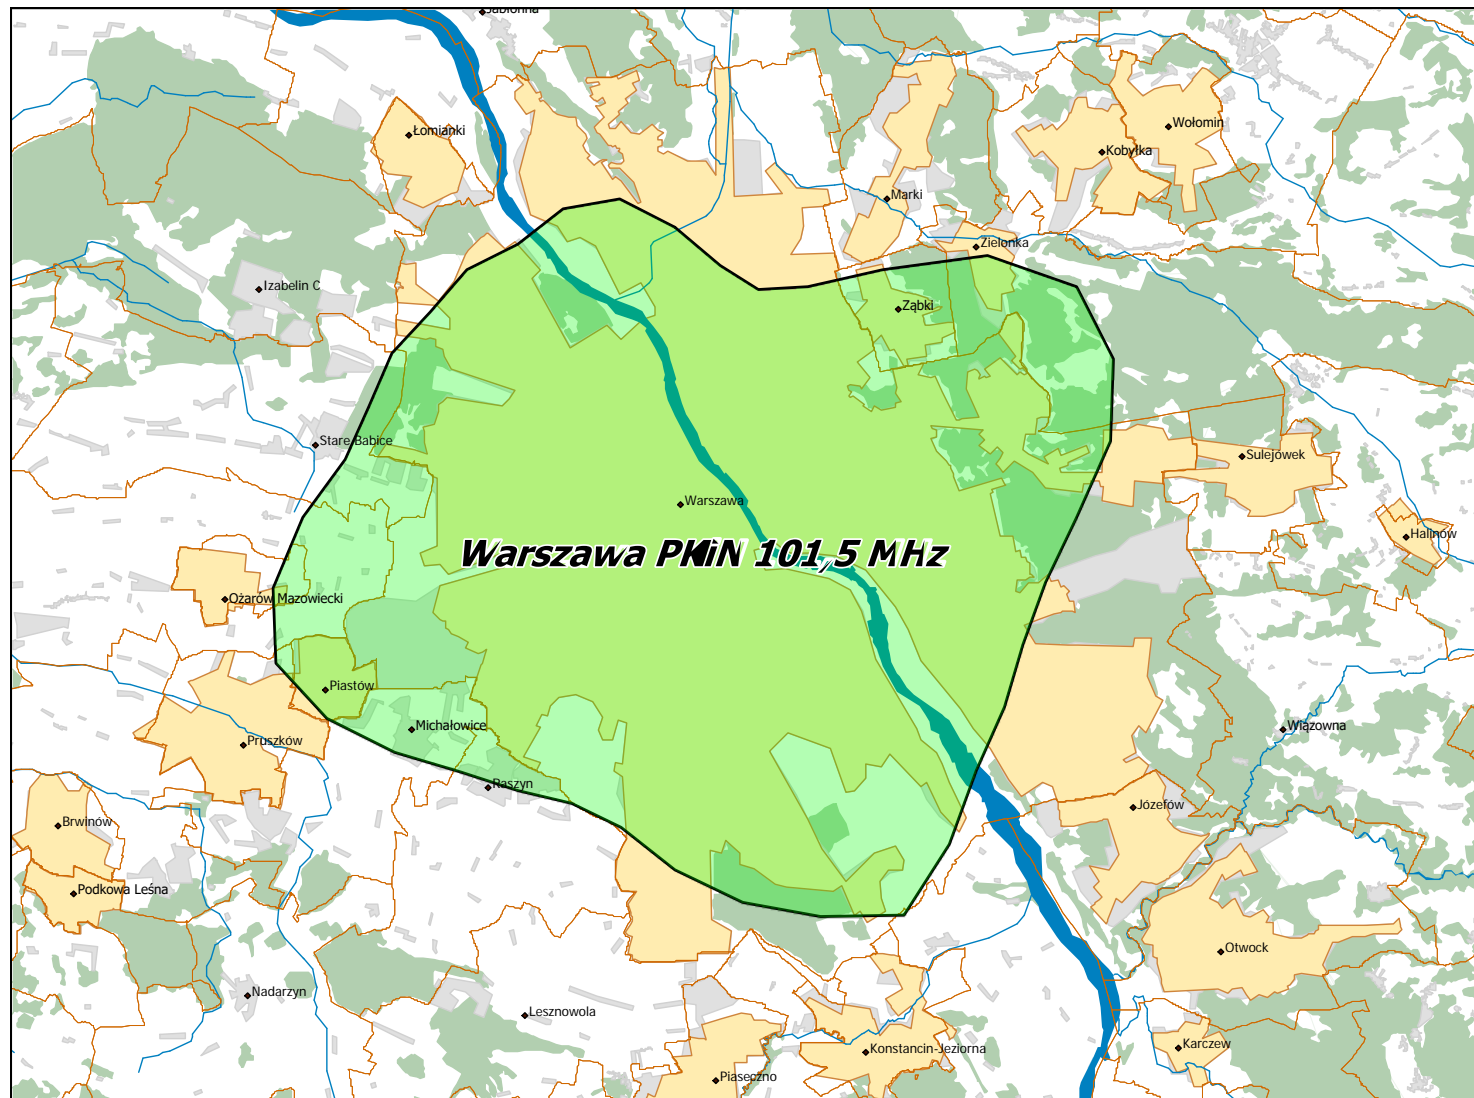 Jabłonna
Łomianki
Wołomin
Kobyłka
Marki
Zielonka
Izabelin C
Ząbki
Stare Babice
Sulejówek
Warszawa
Halinów
Warszawa PKiN 101,5 MHz
Ożarów Mazowiecki
Piastów
Michałowice
Wiązowna
Pruszków
Raszyn
Józefów
Brwinów
Podkowa Leśna
Otwock
Nadarzyn
Lesznowola
Karczew
Konstancin-Jeziorna
Piaseczno